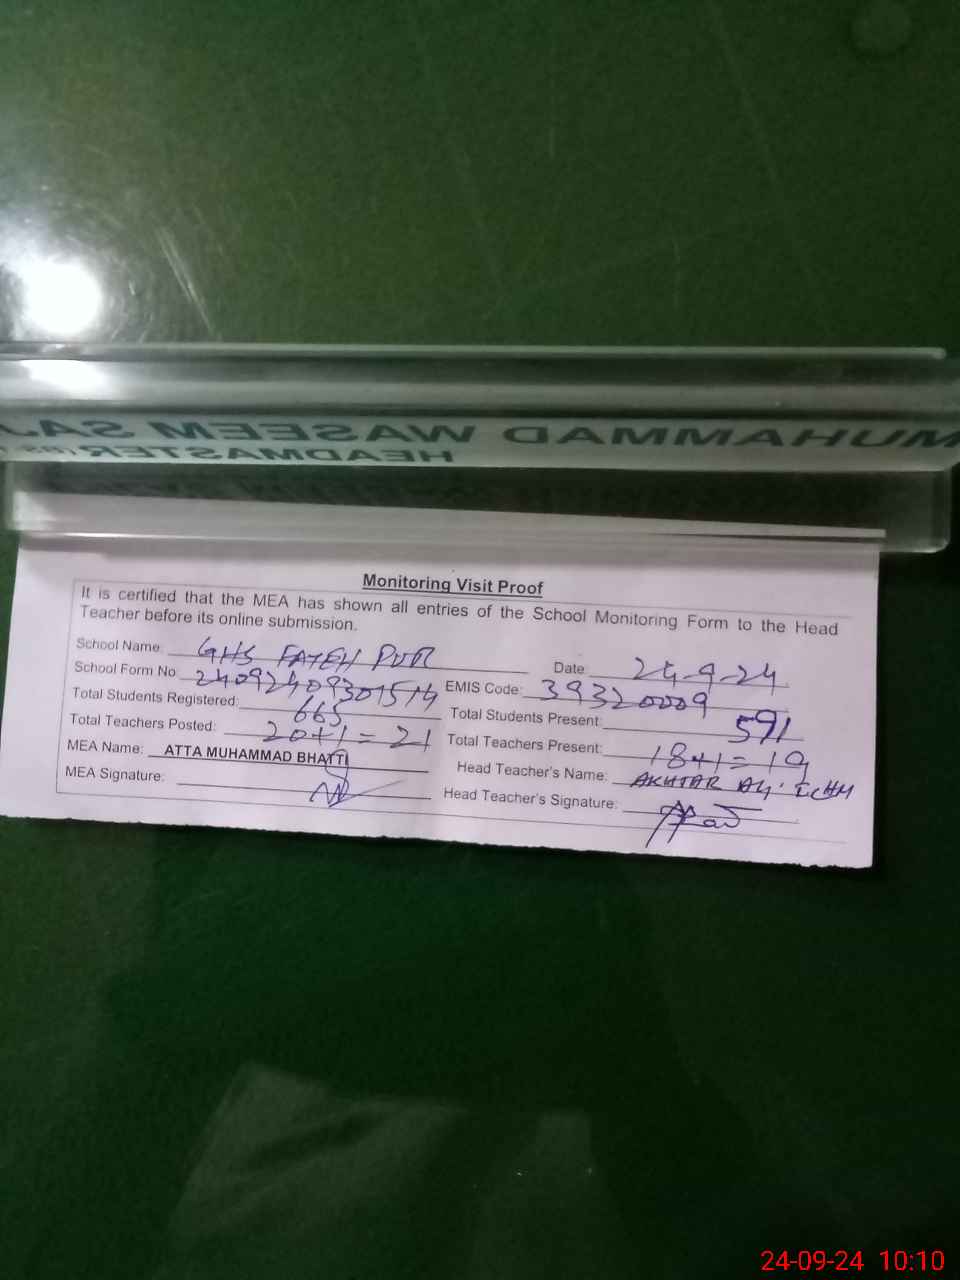 MUHAMMAD WASEEM SAJ
HEADMASTER
Monitoring Visit Proof
It is certified that the MEA has shown all entries of the School Monitoring Form to the Head
Teacher before its online submission.
School Name: GHS FATEH PUR Date: 24-9-24
School Form No: EMIS Code: 39320009
Total Students Registered: 665 Total Students Present: 591
Total Teachers Posted: 20+1=21 Total Teachers Present: 18+1=19
MEA Name: ATTA MUHAMMAD BHATTI Head Teacher's Name: AKHTAR
MEA Signature: Head Teacher's Signature:
24-09-24 10:10